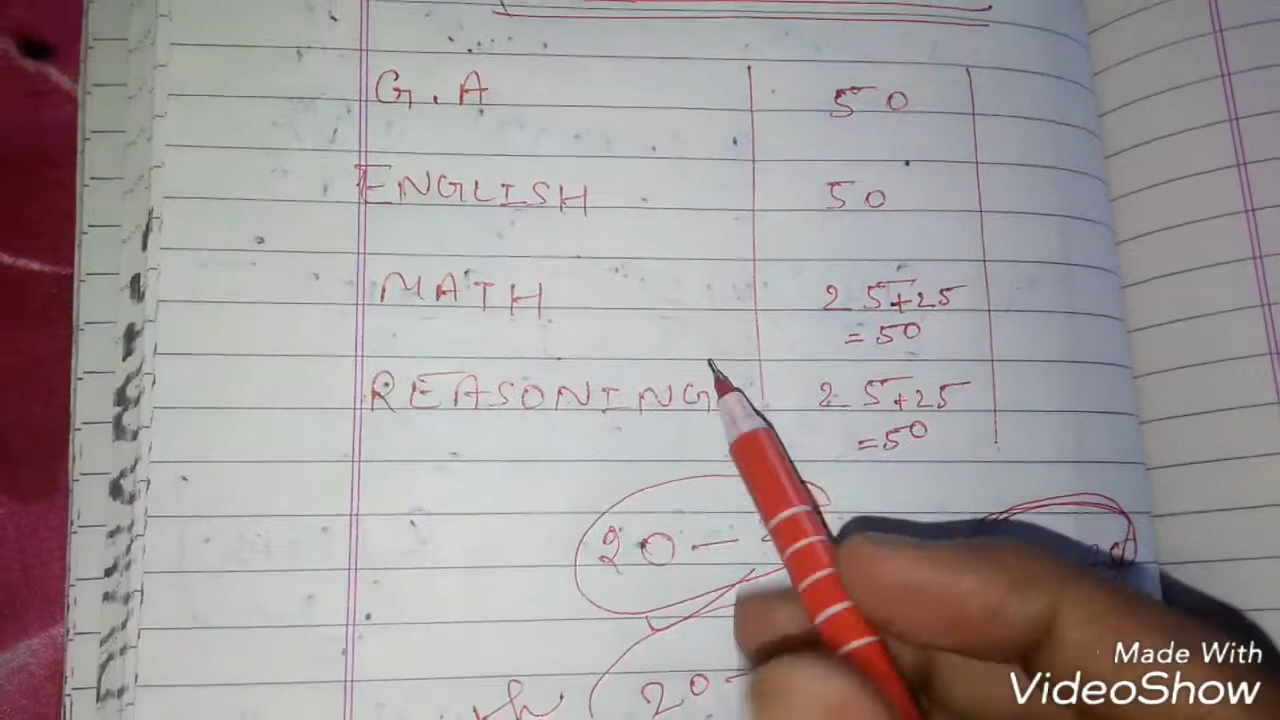 G.A 50
ENGLISH 50
MATH 25+25
=50
REASONING 25+25
=50
20-
20-
Made With
VideoShow